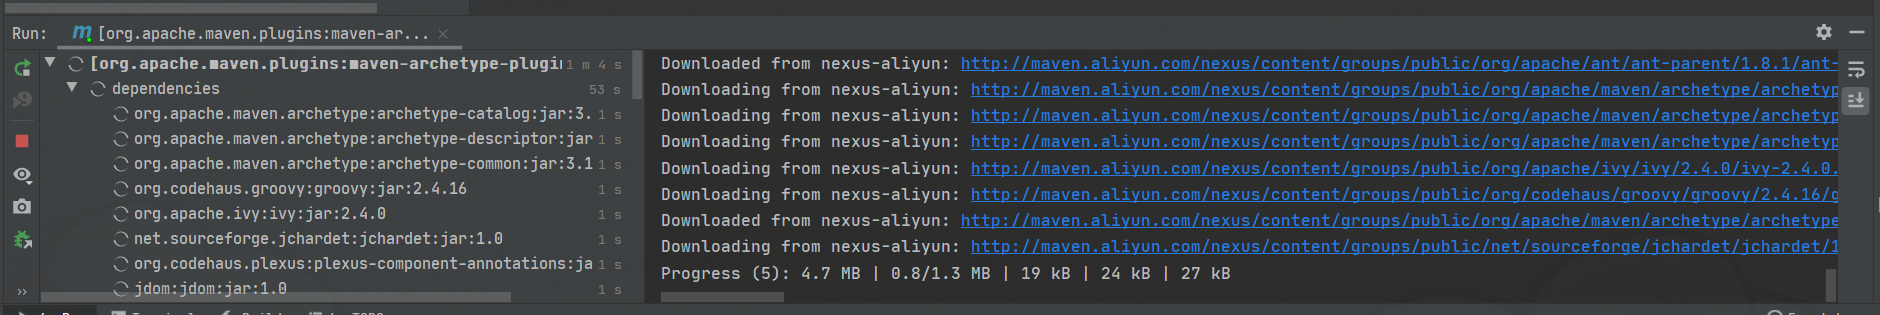 Run: m [org.apache.maven.plugins:maven-ar... ×
[org.apache.maven.plugins:maven-archetype-plugin 1 m 4 s
dependencies 53 s
org.apache.maven.archetype:archetype-catalog:jar:3. 1 s
org.apache.maven.archetype:archetype-descriptor:jar 1 s
org.apache.maven.archetype:archetype-common:jar:3.1 1 s
org.codehaus.groovy:groovy:jar:2.4.16 1 s
org.apache.ivy:ivy:jar:2.4.0 1 s
net.sourceforge.jchardet:jchardet:jar:1.0 1 s
org.codehaus.plexus:plexus-component-annotations:ja 1 s
jdom:jdom:jar:1.0 1 s
Downloaded from nexus-aliyun: http://maven.aliyun.com/nexus/content/groups/public/org/apache/ant/ant-parent/1.8.1/ant-
Downloading from nexus-aliyun: http://maven.aliyun.com/nexus/content/groups/public/org/apache/maven/archetype/archetyp
Downloading from nexus-aliyun: http://maven.aliyun.com/nexus/content/groups/public/org/apache/maven/archetype/archetyp
Downloading from nexus-aliyun: http://maven.aliyun.com/nexus/content/groups/public/org/apache/maven/archetype/archetyp
Downloading from nexus-aliyun: http://maven.aliyun.com/nexus/content/groups/public/org/apache/ivy/ivy/2.4.0/ivy-2.4.0.
Downloading from nexus-aliyun: http://maven.aliyun.com/nexus/content/groups/public/org/codehaus/groovy/groovy/2.4.16/g
Downloaded from nexus-aliyun: http://maven.aliyun.com/nexus/content/groups/public/org/apache/maven/archetype/archetype
Downloading from nexus-aliyun: http://maven.aliyun.com/nexus/content/groups/public/net/sourceforge/jchardet/jchardet/1
Progress (5): 4.7 MB | 0.8/1.3 MB | 19 kB | 24 kB | 27 kB